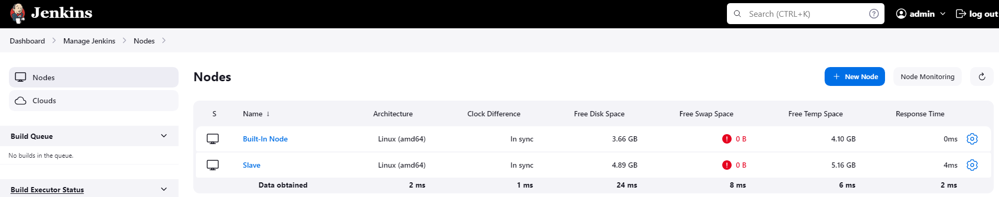 Jenkins
Search (CTRL+K)
?
admin
log out
Dashboard > Manage Jenkins > Nodes >
Nodes
Clouds
Build Queue
No builds in the queue.
Build Executor Status
Nodes
+ New Node
Node Monitoring
S Name ↓ Architecture Clock Difference Free Disk Space Free Swap Space Free Temp Space Response Time
Built-In Node Linux (amd64) In sync 3.66 GB ! 0 B 4.10 GB 0ms
Slave Linux (amd64) In sync 4.89 GB ! 0 B 5.16 GB 4ms
Data obtained 2 ms 1 ms 24 ms 8 ms 6 ms 2 ms